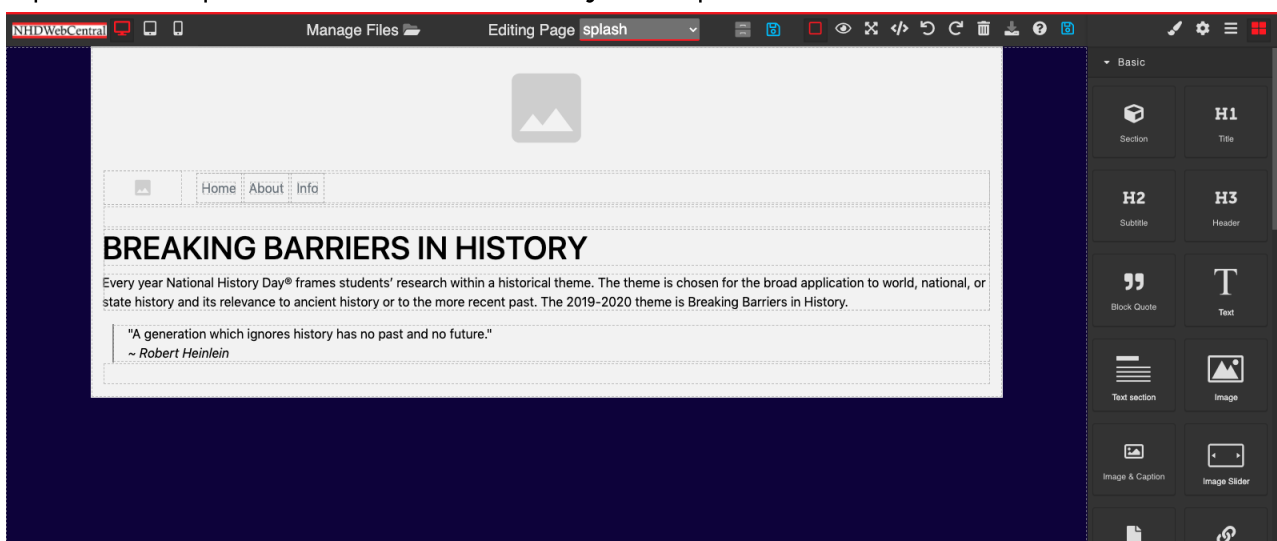 NHDWebCentral
Manage Files
Editing Page splash
Basic
Section
H1
Title
H2
Subtitle
H3
Header
Block Quote
T
Text
Text section
Image
Image & Caption
Image Slider
Home About Info
BREAKING BARRIERS IN HISTORY
Every year National History Day® frames students' research within a historical theme. The theme is chosen for the broad application to world, national, or
state history and its relevance to ancient history or to the more recent past. The 2019-2020 theme is Breaking Barriers in History.
"A generation which ignores history has no past and no future."
~ Robert Heinlein